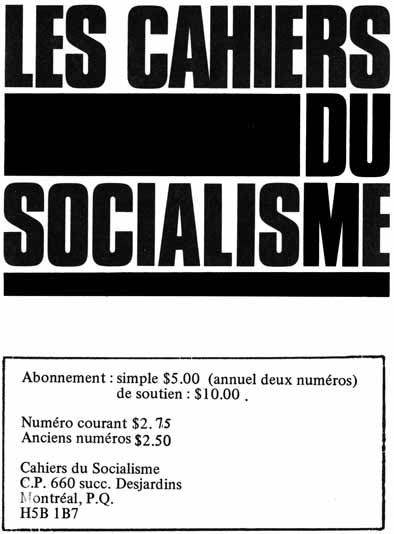 LES CAHIERS
DU
SOCIALISME
Abonnement : simple $5.00 (annuel deux numéros)
de soutien : $10.00 .
Numéro courant $2.75
Anciens numéros $2.50
Cahiers du Socialisme
C.P. 660 succ. Desjardins
Montréal, P.Q.
H5B 1B7